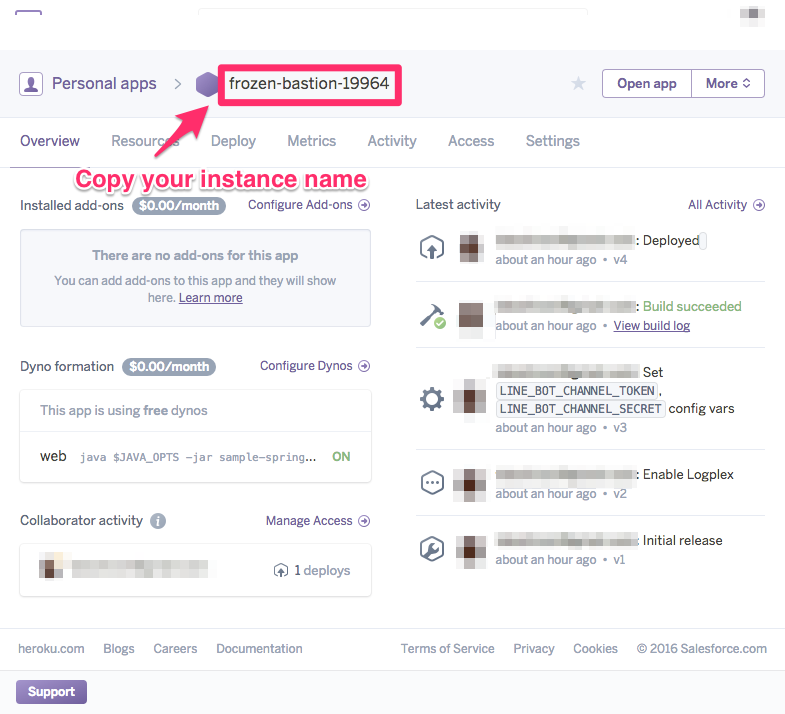 Personal apps
frozen-bastion-19964
Open app
More
Overview
Resources
Deploy
Metrics
Activity
Access
Settings
Copy your instance name
Installed add-ons $0.00/month Configure Add-ons
There are no add-ons for this app
You can add add-ons to this app and they will show
here. Learn more
Dyno formation $0.00/month Configure Dynos
This app is using free dynos
web java $JAVA_OPTS -jar sample-spring... ON
Collaborator activity i Manage Access
1 deploys
Latest activity All Activity
: Deployed
about an hour ago • v4
: Build succeeded
about an hour ago • View build log
Set
LINE_BOT_CHANNEL_TOKEN,
LINE_BOT_CHANNEL_SECRET config vars
about an hour ago • v3
: Enable Logplex
about an hour ago • v2
: Initial release
about an hour ago • v1
heroku.com Blogs Careers Documentation
Terms of Service Privacy Cookies © 2016 Salesforce.com
Support